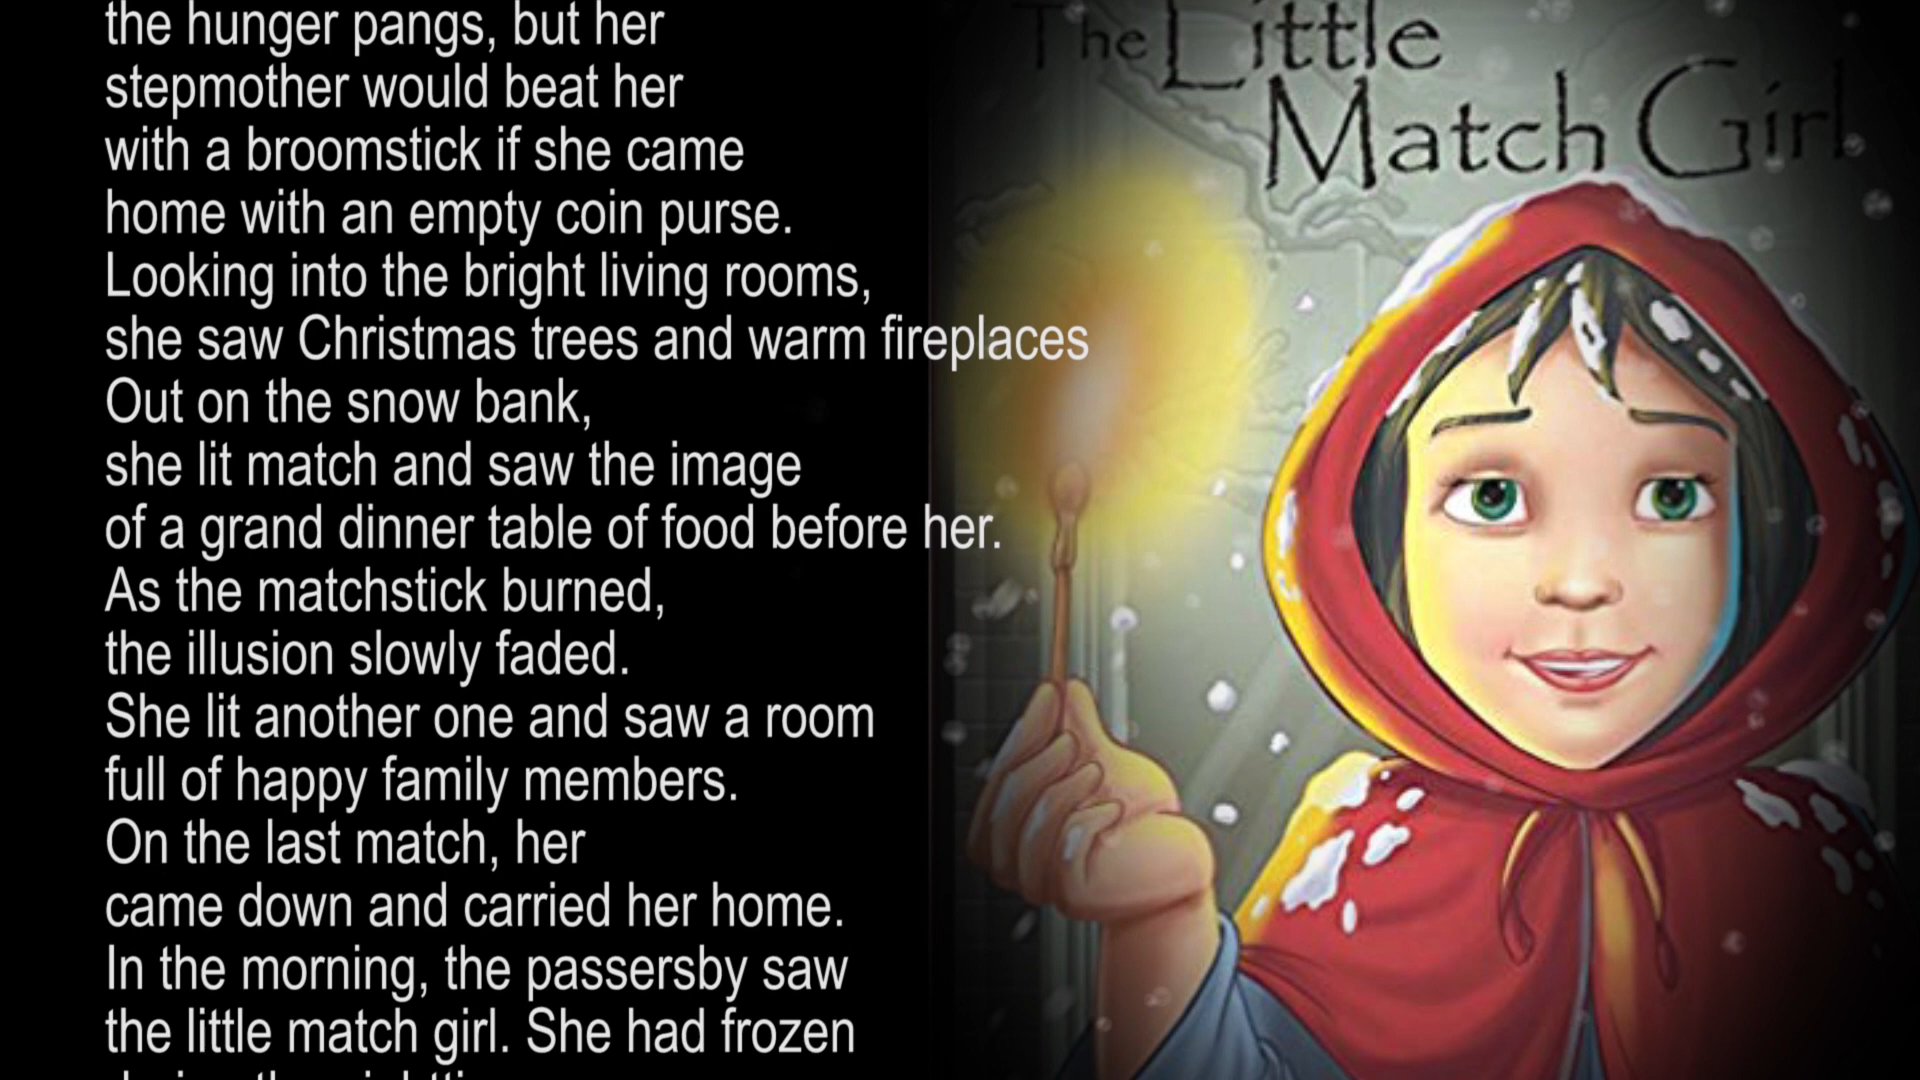 the hunger pangs, but her
stepmother would beat her
with a broomstick if she came
home with an empty coin purse.
Looking into the bright living rooms,
she saw Christmas trees and warm fireplaces
Out on the snow bank,
she lit match and saw the image
of a grand dinner table of food before her.
As the matchstick burned,
the illusion slowly faded.
She lit another one and saw a room
full of happy family members.
On the last match, her
came down and carried her home.
In the morning, the passersby saw
the little match girl. She had frozen
The Little
Match Girl